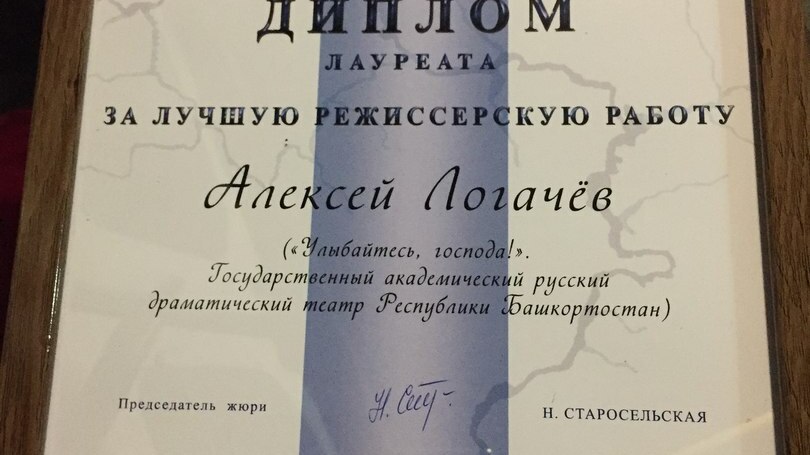 ДИПЛОМ
ЛАУРЕАТА
ЗА ЛУЧШУЮ РЕЖИССЕРСКУЮ РАБОТУ
Алексей Логачёв
(«Улыбайтесь, господа!».
Государственный академический русский
драматический театр Республики Башкортостан)
Председатель жюри
Н. СТАРОСЕЛЬСКАЯ